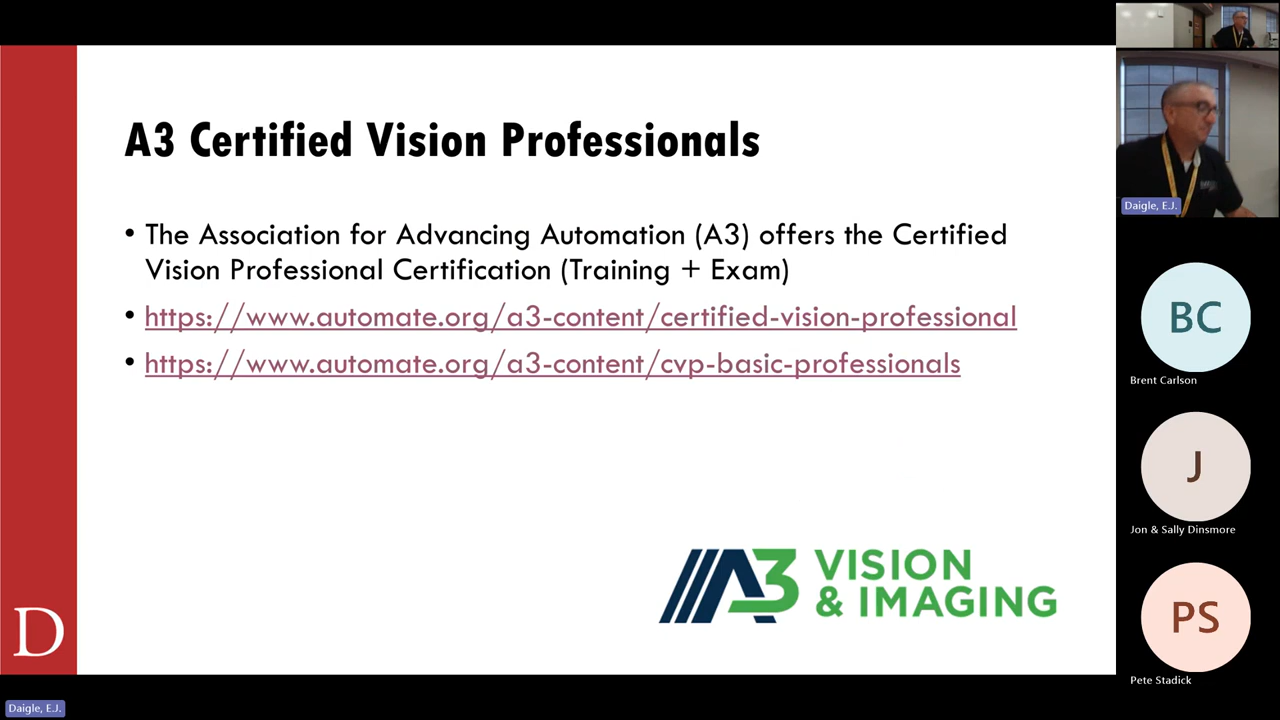 A3 Certified Vision Professionals
• The Association for Advancing Automation (A3) offers the Certified
Vision Professional Certification (Training + Exam)
• https://www.automate.org/a3-content/certified-vision-professional
• https://www.automate.org/a3-content/cvp-basic-professionals
A3 VISION
& IMAGING
D
Daigle, E.J.
Daigle, E.J.
BC
Brent Carlson
J
Jon & Sally Dinsmore
PS
Pete Stadick